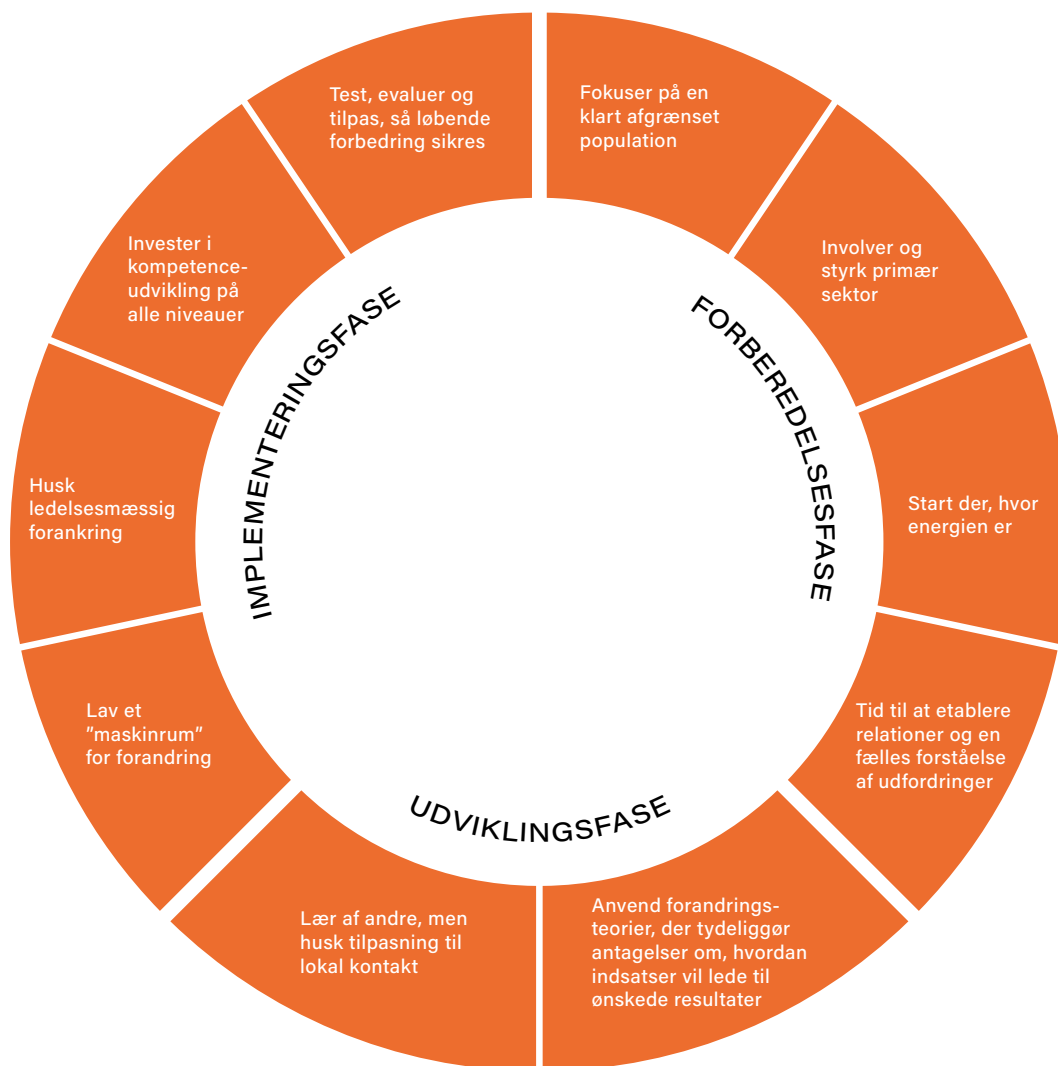 Fokuser på en
klart afgrænset
population
Involver og
styrk primær
sektor
Start der, hvor
energien er
Tid til at etablere
relationer og en
fælles forståelse
af udfordringer
Anvend forandrings-
teorier, der tydeliggør
antagelser om, hvordan
indsatser vil lede til
ønskede resultater
Lær af andre, men
husk tilpasning til
lokal kontakt
Lav et
”maskinrum”
for forandring
Husk
ledelsesmæssig
forankring
Invester i
kompetence-
udvikling på
alle niveauer
Test, evaluer og
tilpas, så løbende
forbedring sikres
FORBEREDELSESFASE
UDVIKLINGSFASE
IMPLEMENTERINGSFASE